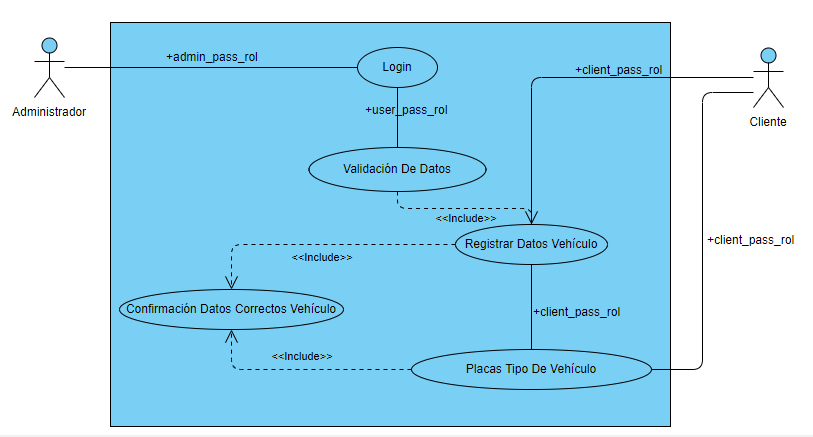 +admin_pass_rol
Login
+client_pass_rol
Administrador
Cliente
+user_pass_rol
Validación De Datos
<<Include>>
Registrar Datos Vehículo
+client_pass_rol
<<Include>>
Confirmación Datos Correctos Vehículo
+client_pass_rol
<<Include>>
Placas Tipo De Vehículo